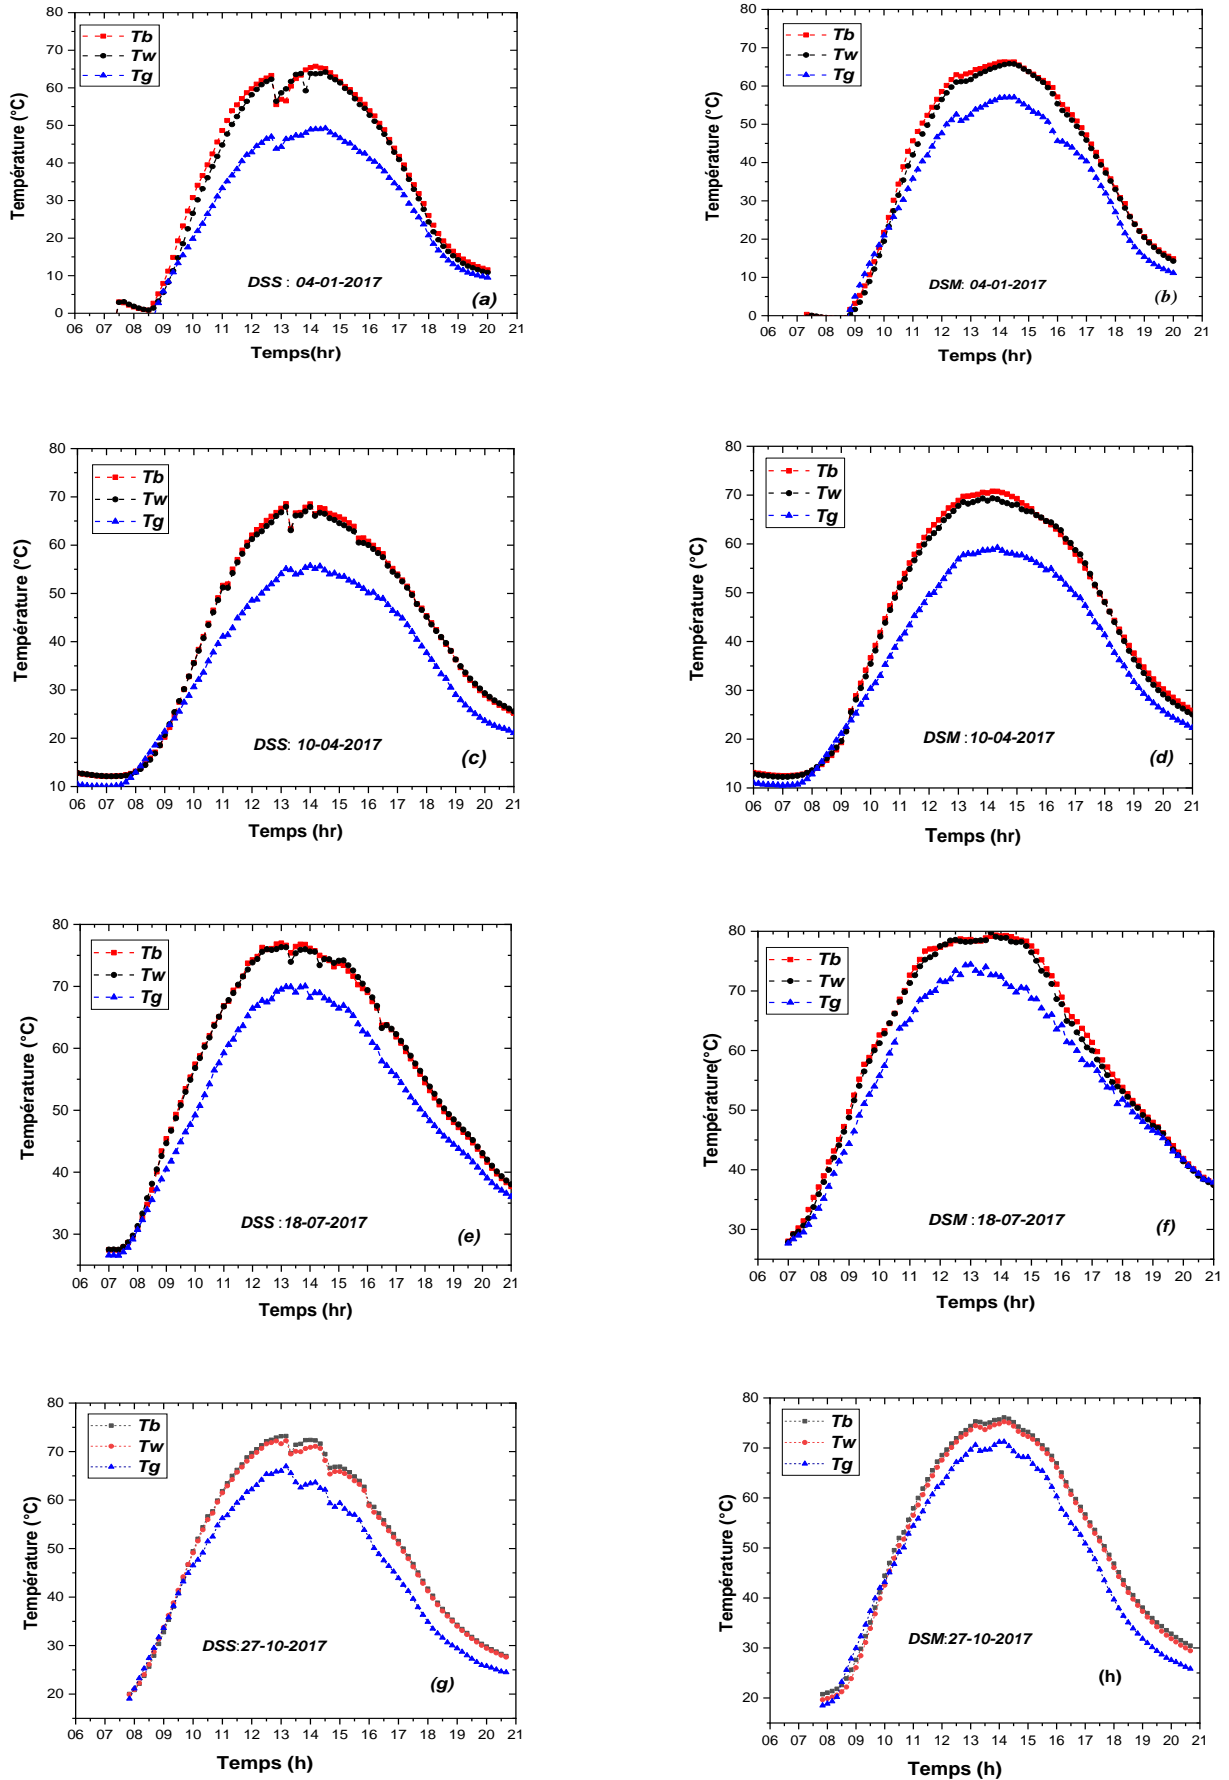 80
70
60
50
40
30
20
10
0
Température (°C)
Tb
Tw
Tg
DSS : 04-01-2017
(a)
06 07 08 09 10 11 12 13 14 15 16 17 18 19 20 21
Temps(hr)
80
70
60
50
40
30
20
10
0
Température (°C)
Tb
Tw
Tg
DSM: 04-01-2017
(b)
06 07 08 09 10 11 12 13 14 15 16 17 18 19 20 21
Temps (hr)
80
70
60
50
40
30
20
10
Température (°C)
Tb
Tw
Tg
DSS: 10-04-2017
(c)
06 07 08 09 10 11 12 13 14 15 16 17 18 19 20 21
Temps (hr)
80
70
60
50
40
30
20
10
Température (°C)
Tb
Tw
Tg
DSM :10-04-2017
(d)
06 07 08 09 10 11 12 13 14 15 16 17 18 19 20 21
Temps (hr)
80
70
60
50
40
30
Température (°C)
Tb
Tw
Tg
DSS :18-07-2017
(e)
06 07 08 09 10 11 12 13 14 15 16 17 18 19 20 21
Temps (hr)
80
70
60
50
40
30
Température(°C)
Tb
Tw
Tg
DSM :18-07-2017
(f)
06 07 08 09 10 11 12 13 14 15 16 17 18 19 20 21
Temps (hr)
80
70
60
50
40
30
20
Température (°C)
Tb
Tw
Tg
DSS:27-10-2017
(g)
06 07 08 09 10 11 12 13 14 15 16 17 18 19 20 21
Temps (h)
80
70
60
50
40
30
20
Température (°C)
Tb
Tw
Tg
DSM:27-10-2017
(h)
06 07 08 09 10 11 12 13 14 15 16 17 18 19 20 21
Temps (h)